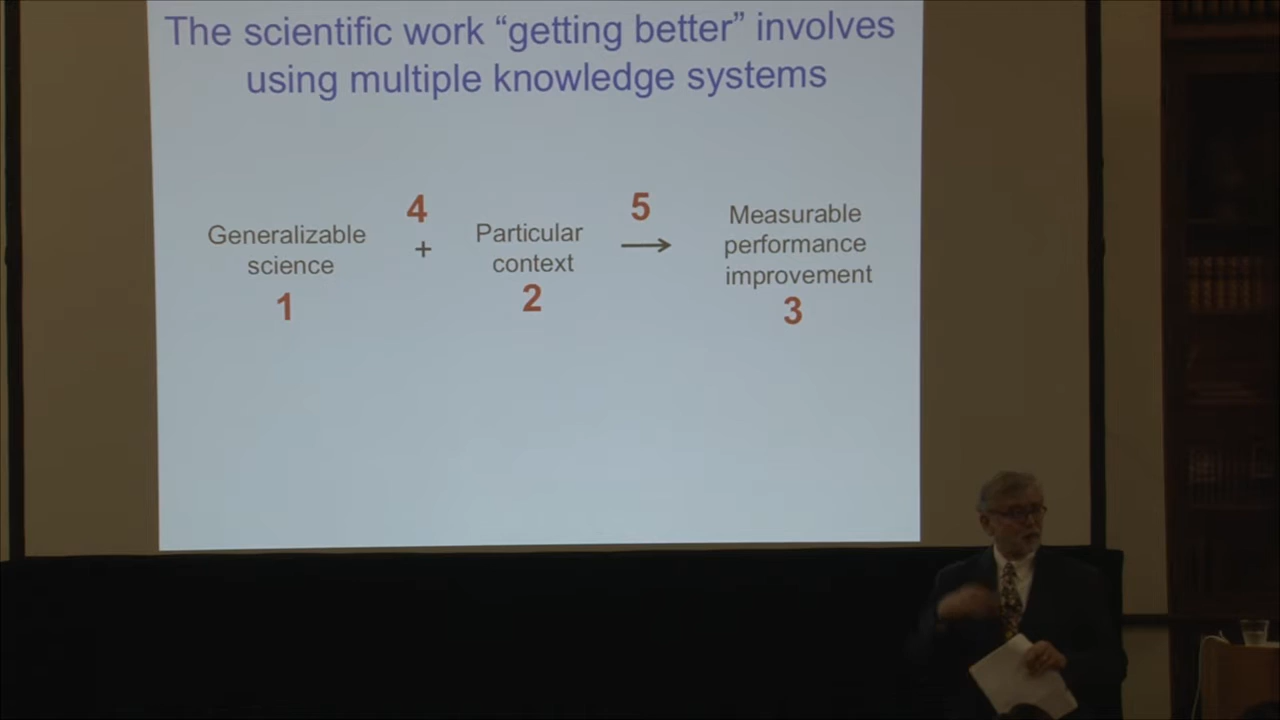 The scientific work “getting better” involves
using multiple knowledge systems
4
5
Generalizable
science
+
Particular
context
→
Measurable
performance
improvement
1
2
3